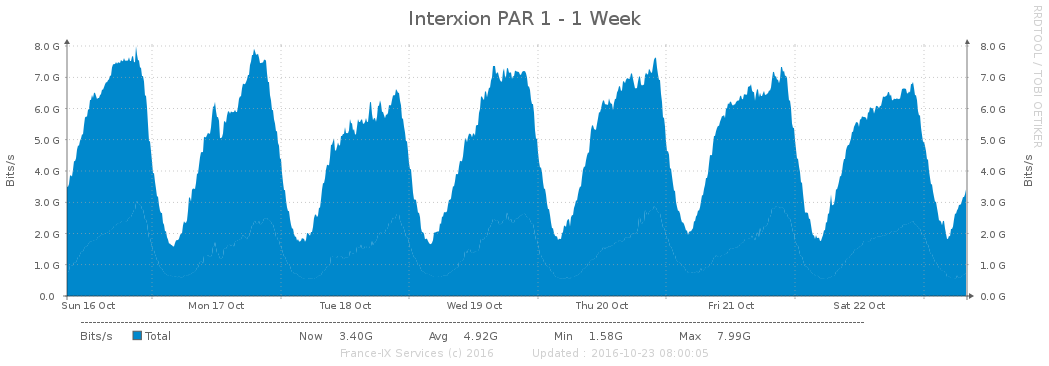 Interxion PAR 1 - 1 Week
RRDTOOL / TOBI OETIKER
Bits/s
8.0 G 8.0 G
7.0 G 7.0 G
6.0 G 6.0 G
5.0 G 5.0 G
4.0 G 4.0 G
3.0 G 3.0 G
2.0 G 2.0 G
1.0 G 1.0 G
0.0 0.0 G
Bits/s
Sun 16 Oct Mon 17 Oct Tue 18 Oct Wed 19 Oct Thu 20 Oct Fri 21 Oct Sat 22 Oct
Bits/s Total Now 3.40G Avg 4.92G Min 1.58G Max 7.99G
France-IX Services (c) 2016 Updated : 2016-10-23 08:00:05